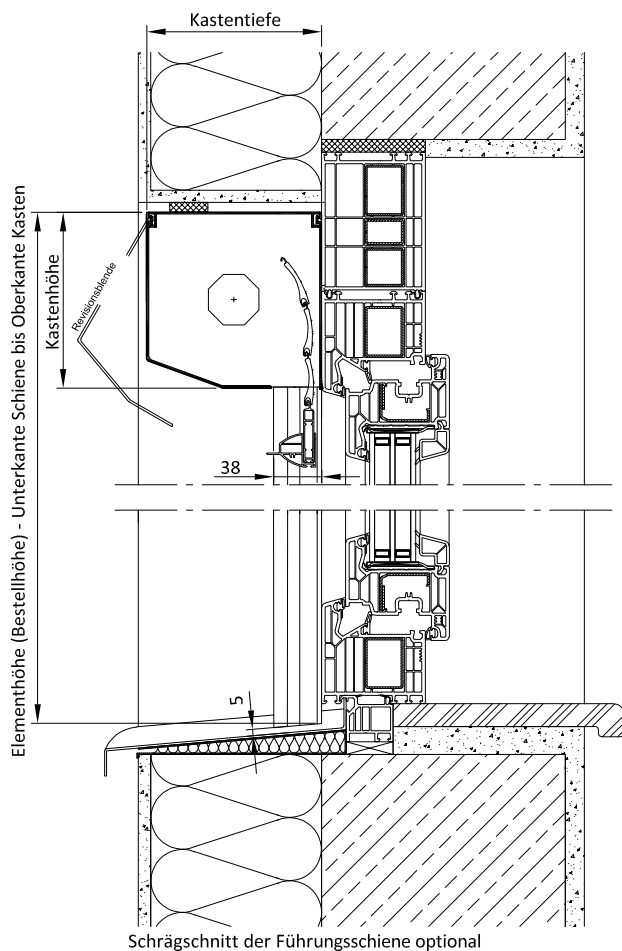 Kastentiefe
Elementhöhe (Bestellhöhe) - Unterkante Schiene bis Oberkante Kasten
Kastenhöhe
Revisionsblende
38
5
Schrägschnitt der Führungsschiene optional